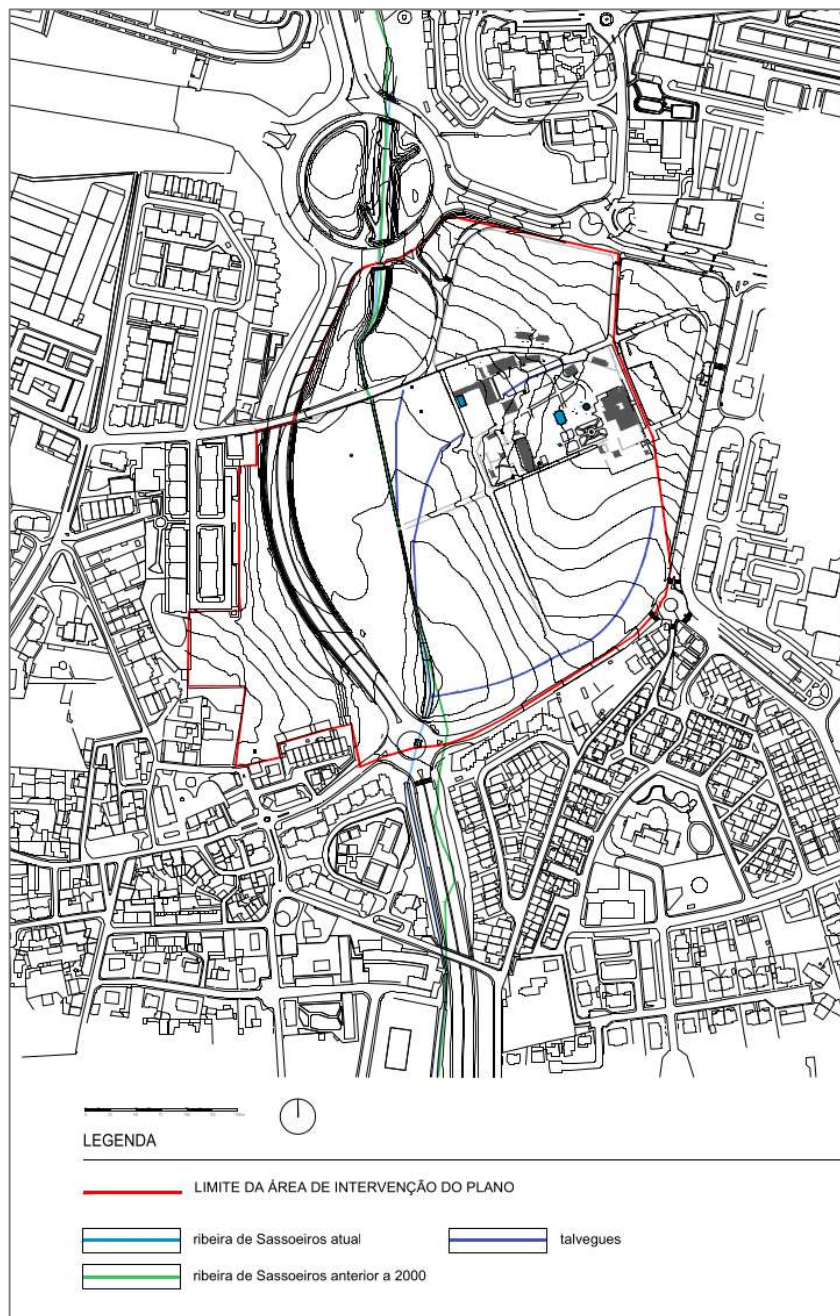 LEGENDA
LIMITE DA ÁREA DE INTERVENÇÃO DO PLANO
ribeira de Sassoeiros atual
talvegues
ribeira de Sassoeiros anterior a 2000